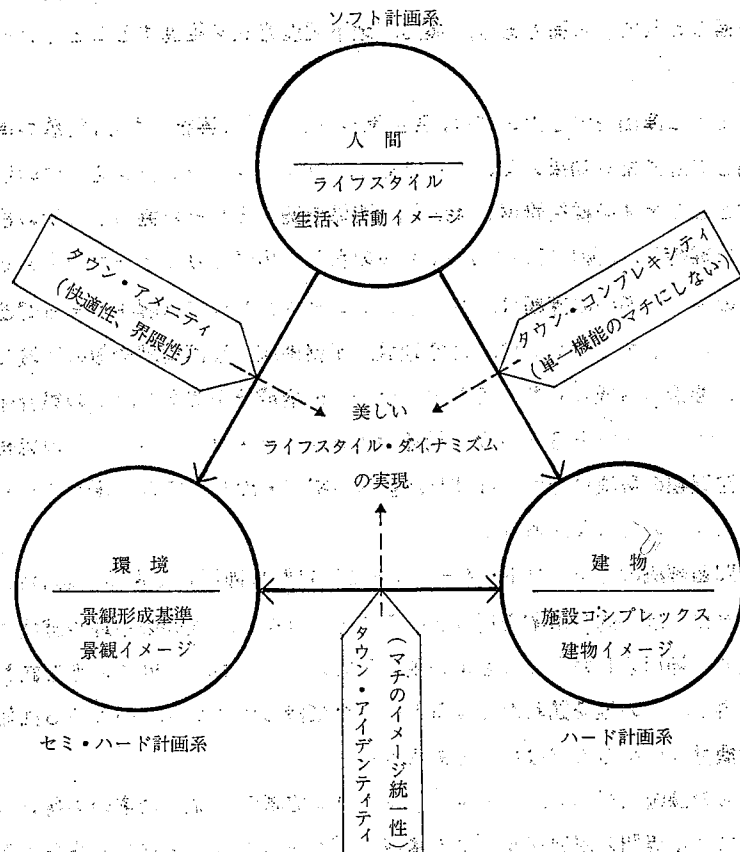 ソフト計画系
人間
ライフスタイル
生活、活動イメージ
タウン・アメニティ
(快適性、界隈性)
タウン・コンプレキシティ
(単一機能のマチにしない)
美しい
ライフスタイル・ダイナミズム
の実現
環境
景観形成基準
景観イメージ
セミ・ハード計画系
建物
施設コンプレックス
建物イメージ
ハード計画系
(マチのイメージ統一性)
タウン・アイデンティティ